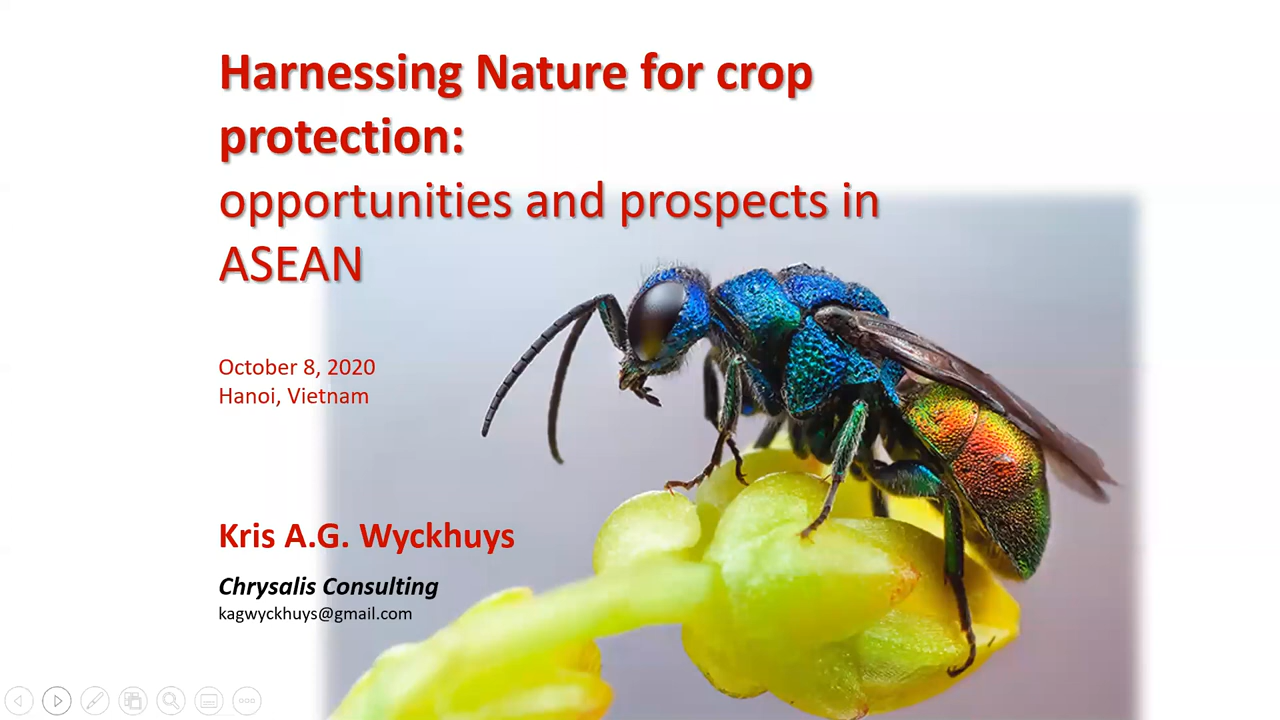 Harnessing Nature for crop
protection:
opportunities and prospects in
ASEAN
October 8, 2020
Hanoi, Vietnam
Kris A.G. Wyckhuys
Chrysalis Consulting
kagwyckhuys@gmail.com